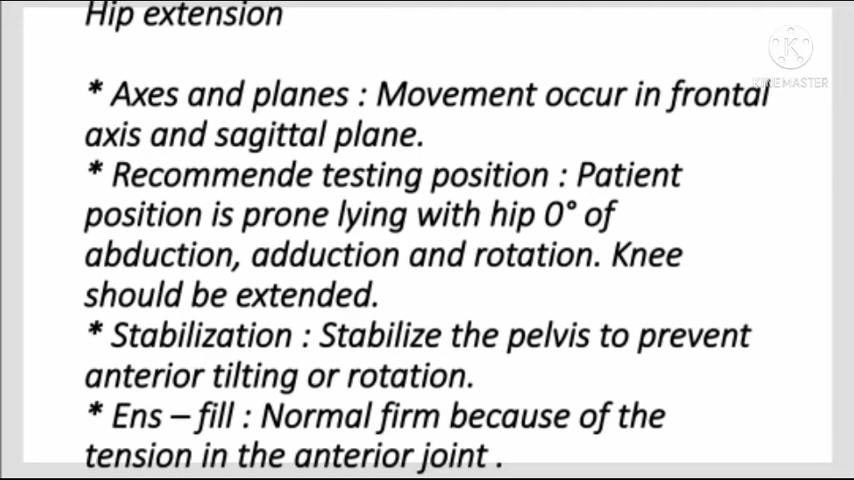 Hip extension
* Axes and planes : Movement occur in frontal
axis and sagittal plane.
* Recommende testing position : Patient
position is prone lying with hip 0° of
abduction, adduction and rotation. Knee
should be extended.
* Stabilization : Stabilize the pelvis to prevent
anterior tilting or rotation.
* Ens – fill : Normal firm because of the
tension in the anterior joint .
K
KINEMASTER